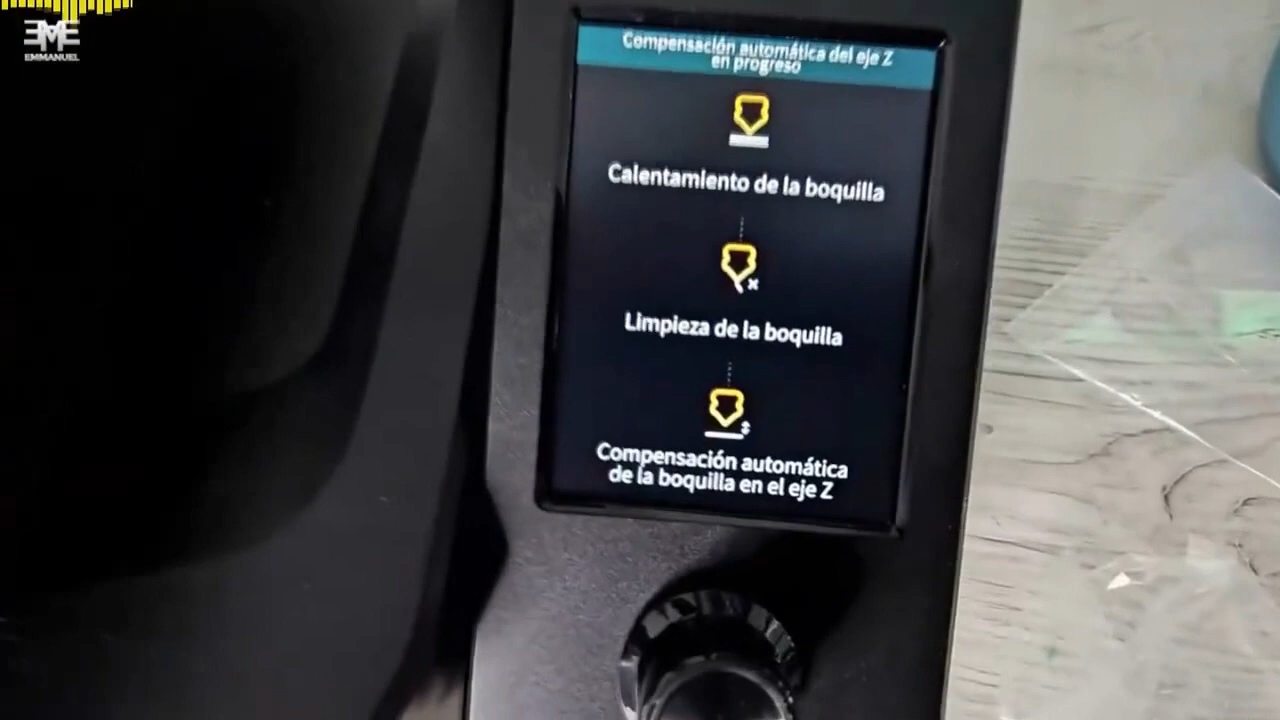 EME
EMMANUEL
Compensación automática del eje Z
en progreso
Calentamiento de la boquilla
Limpieza de la boquilla
Compensación automática
de la boquilla en el eje Z